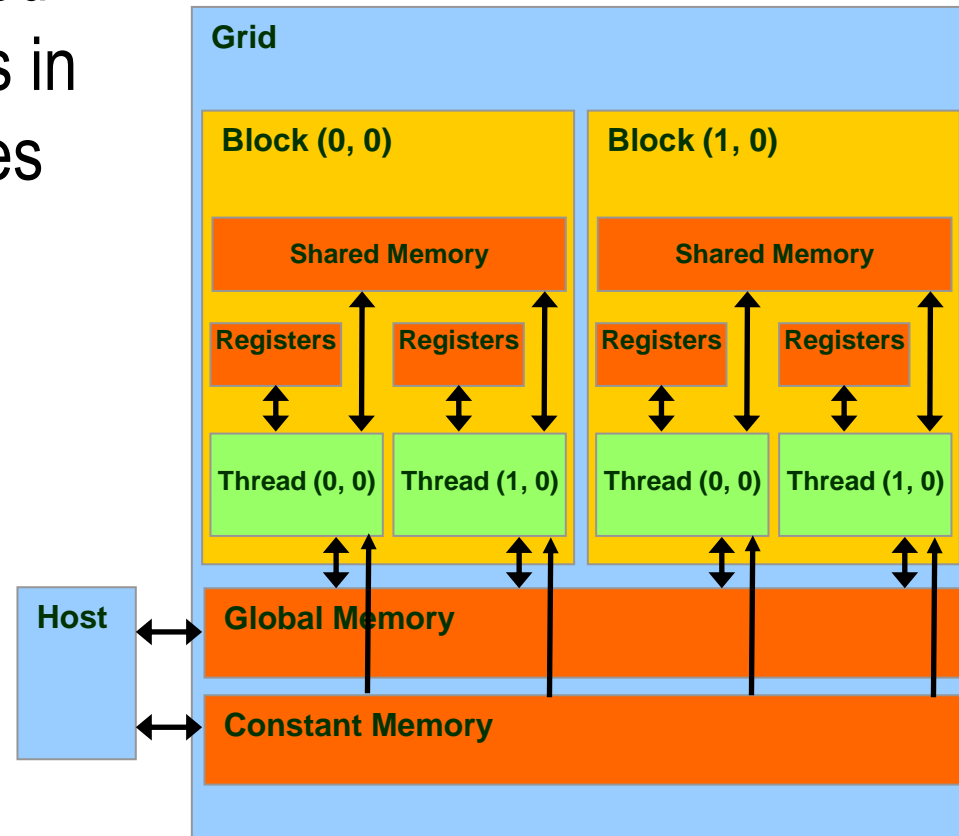 s in
es
Grid
Block (0, 0)
Block (1, 0)
Shared Memory
Shared Memory
Registers
Registers
Registers
Registers
Thread (0, 0)
Thread (1, 0)
Thread (0, 0)
Thread (1, 0)
Host
Global Memory
Constant Memory